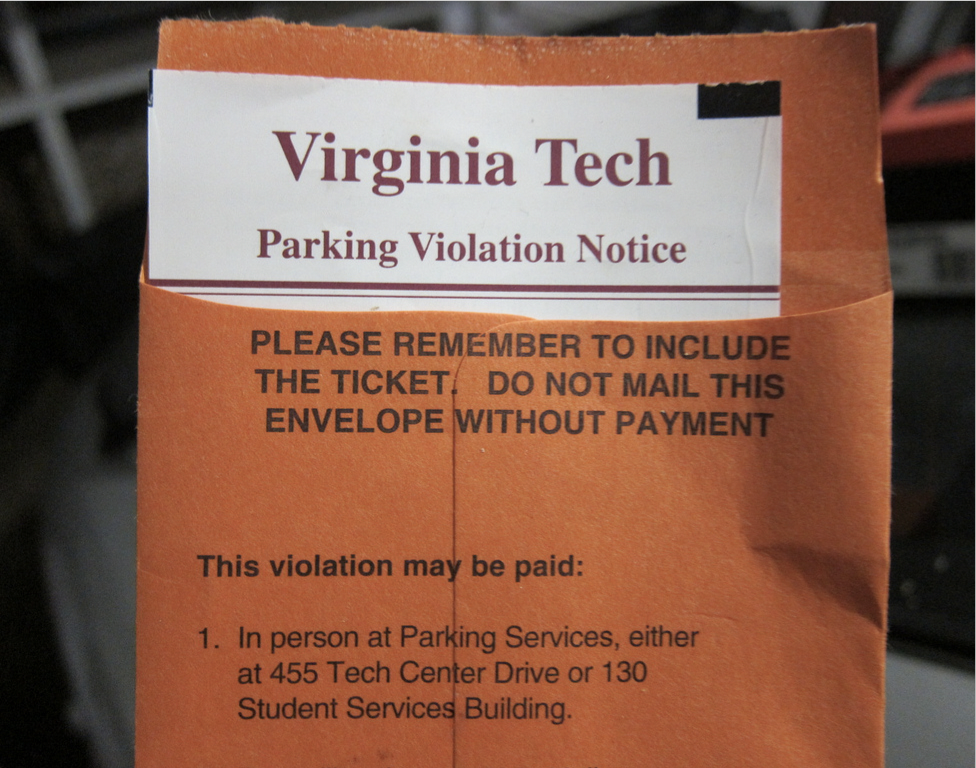 Virginia Tech
Parking Violation Notice
PLEASE REMEMBER TO INCLUDE
THE TICKET. DO NOT MAIL THIS
ENVELOPE WITHOUT PAYMENT
This violation may be paid:
1. In person at Parking Services, either
at 455 Tech Center Drive or 130
Student Services Building.